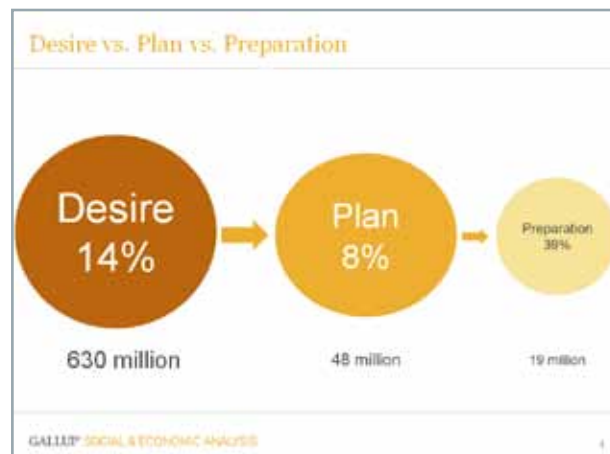 Desire vs. Plan vs. Preparation
Desire
14%
Plan
8%
Preparation
39%
630 million
48 million
19 million
GALLUP® SOCIAL & ECONOMIC ANALYSIS